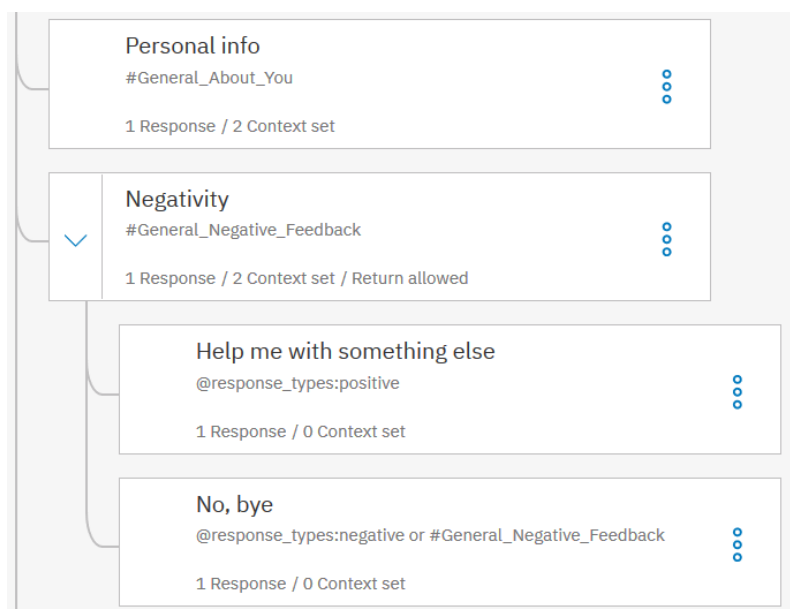 Personal info
#General_About_You
1 Response / 2 Context set
Negativity
#General_Negative_Feedback
1 Response / 2 Context set / Return allowed
Help me with something else
@response_types:positive
1 Response / 0 Context set
No, bye
@response_types:negative or #General_Negative_Feedback
1 Response / 0 Context set